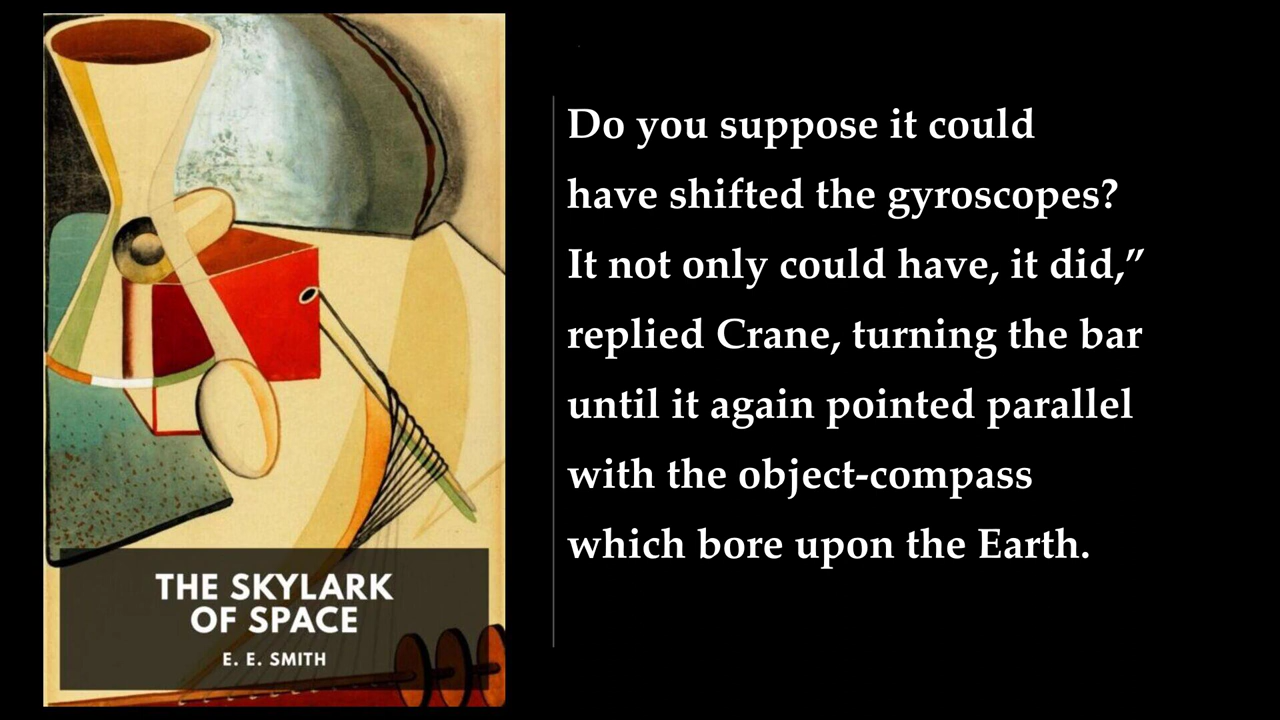 THE SKYLARK
OF SPACE
E. E. SMITH
Do you suppose it could
have shifted the gyroscopes?
It not only could have, it did,”
replied Crane, turning the bar
until it again pointed parallel
with the object-compass
which bore upon the Earth.